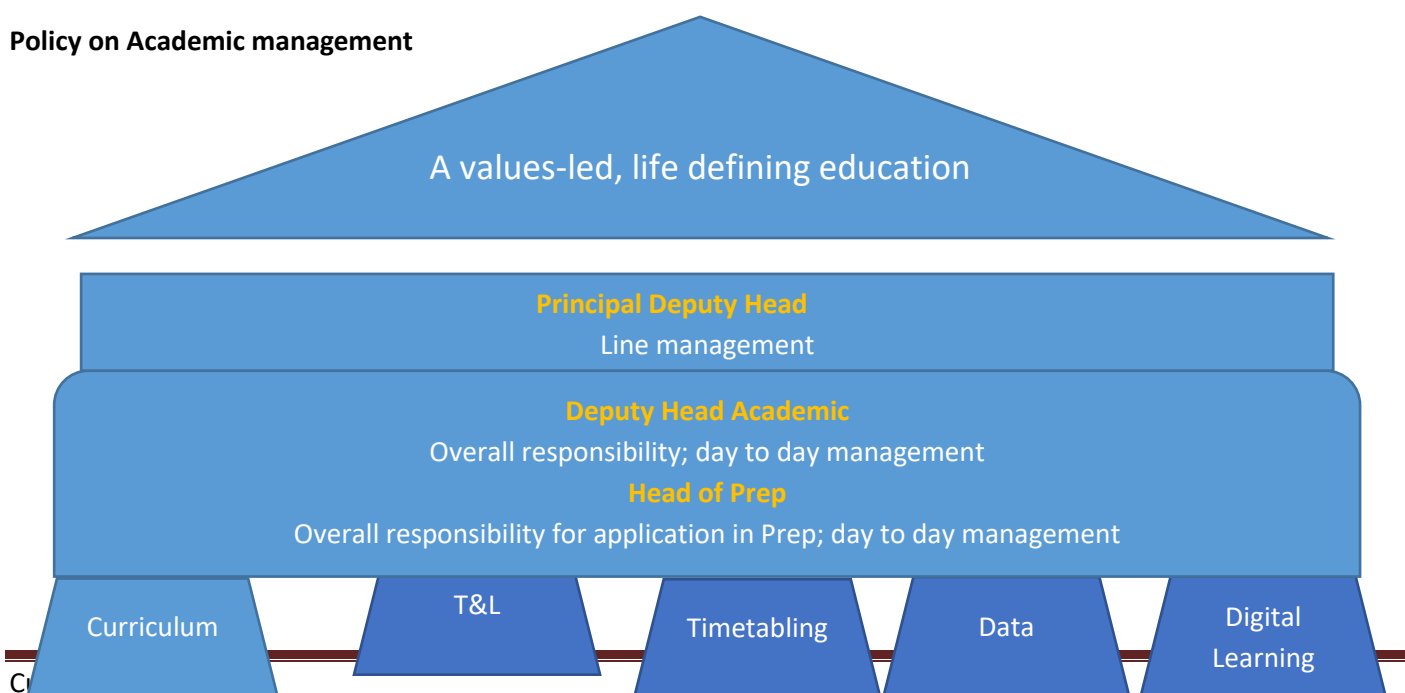 Policy on Academic management
A values-led, life defining education
Principal Deputy Head
Line management
Deputy Head Academic
Overall responsibility; day to day management
Head of Prep
Overall responsibility for application in Prep; day to day management
Curriculum
T&L
Timetabling
Data
Digital
Learning